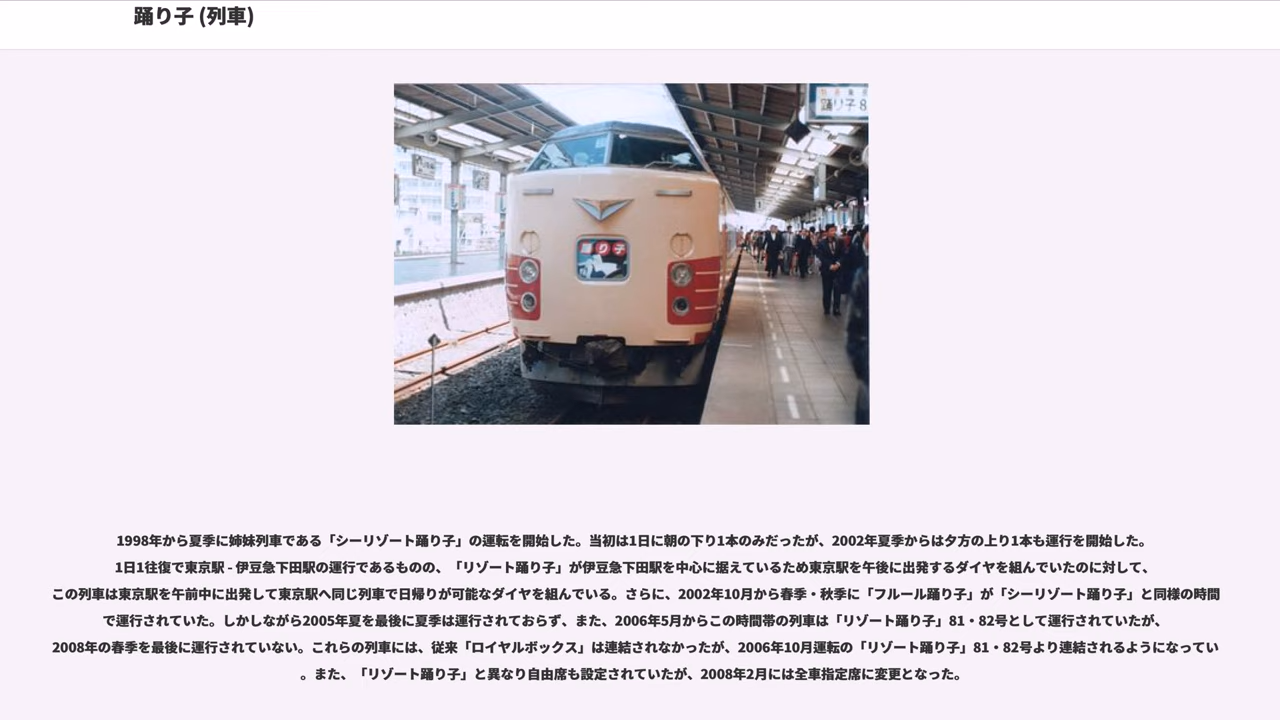 踊り子 (列車)
踊り子 8
踊り子
1998年から夏季に姉妹列車である「シーリゾート踊り子」の運転を開始した。当初は1日に朝の下り1本のみだったが、2002年夏季からは夕方の上り1本も運行を開始した。
1日1往復で東京駅 - 伊豆急下田駅の運行であるものの、「リゾート踊り子」が伊豆急下田駅を中心に据えているため東京駅を午後に出発するダイヤを組んでいたのに対して、
この列車は東京駅を午前中に出発して東京駅へ同じ列車で日帰りが可能なダイヤを組んでいる。さらに、2002年10月から春季・秋季に「フルール踊り子」が「シーリゾート踊り子」と同様の時間
で運行されていた。しかしながら2005年夏を最後に夏季は運行されておらず、また、2006年5月からこの時間帯の列車は「リゾート踊り子」81・82号として運行されていたが、
2008年の春季を最後に運行されていない。これらの列車には、従来「ロイヤルボックス」は連結されなかったが、2006年10月運転の「リゾート踊り子」81・82号より連結されるようになってい
。また、「リゾート踊り子」と異なり自由席も設定されていたが、2008年2月には全車指定席に変更となった。